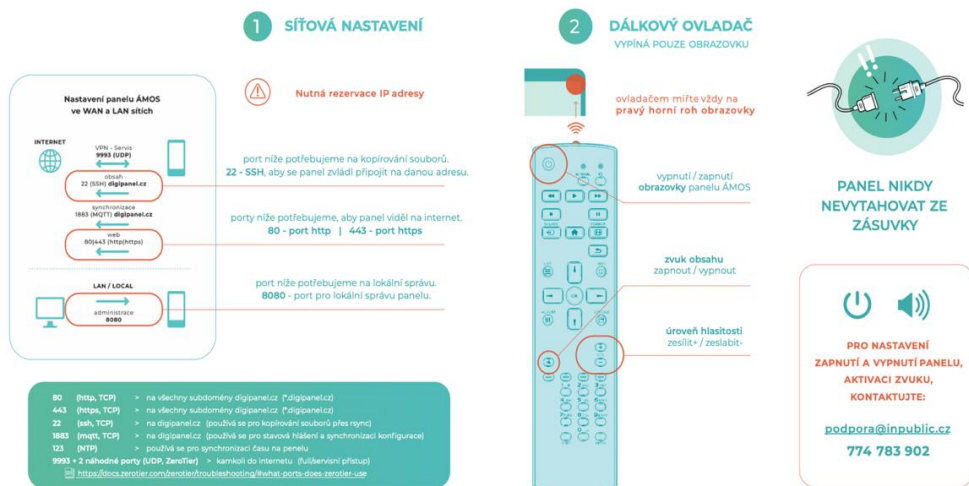 1 SÍŤOVÁ NASTAVENÍ
Nastavení panelu ÁMOS
ve WAN a LAN sítích
INTERNET
VPN - Servis
9993 (UDP)
obsah
22 (SSH) digipanel.cz
synchronizace
1883 (MQTT) digipanel.cz
web
80|443 (http|https)
LAN / LOCAL
administrace
8080
Nutná rezervace IP adresy
port níže potřebujeme na kopírování souborů.
22 - SSH, aby se panel zvládl připojit na danou adresu.
porty níže potřebujeme, aby panel viděl na internet.
80 - port http | 443 - port https
port níže potřebujeme na lokální správu.
8080 - port pro lokální správu panelu.
80 (http, TCP) > na všechny subdomény digipanel.cz (*.digipanel.cz)
443 (https, TCP) > na všechny subdomény digipanel.cz (*.digipanel.cz)
22 (ssh, TCP) > na digipanel.cz (používá se pro kopírování souborů přes rsync)
1883 (mqtt, TCP) > na digipanel.cz (používá se pro stavová hlášení a synchronizaci konfigurace)
123 (NTP) > používá se pro synchronizaci času na penelu
9993 + 2 náhodné porty (UDP, ZeroTier) > kamkoli do internetu (full/servisní přístup)
https://docs.zerotier.com/zerotier/troubleshooting/#what-ports-does-zerotier-use
2 DÁLKOVÝ OVLADAČ
VYPÍNÁ POUZE OBRAZOVKU
ovladačem miřte vždy na
pravý horní roh obrazovky
vypnutí / zapnutí
obrazovky panelu ÁMOS
zvuk obsahu
zapnout / vypnout
úroveň hlasitosti
zesílit+ / zeslabit-
OK
!!
PANEL NIKDY
NEVYTAHOVAT ZE
ZÁSUVKY
PRO NASTAVENÍ
ZAPNUTÍ A VYPNUTÍ PANELU,
AKTIVACI ZVUKU,
KONTAKTUJTE:
podpora@inpublic.cz
774 783 902